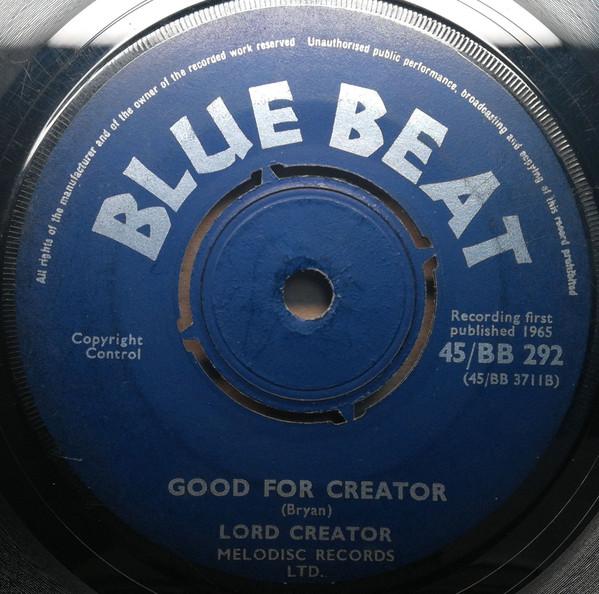 All rights of the manufacturer and of the owner of the recorded work reserved Unauthorised public performance, broadcasting and copying of this record prohibited
BLUE BEAT
Copyright
Control
Recording first
published 1965
45/BB 292
(45/BB 3711B)
GOOD FOR CREATOR
(Bryan)
LORD CREATOR
MELODISC RECORDS
LTD.